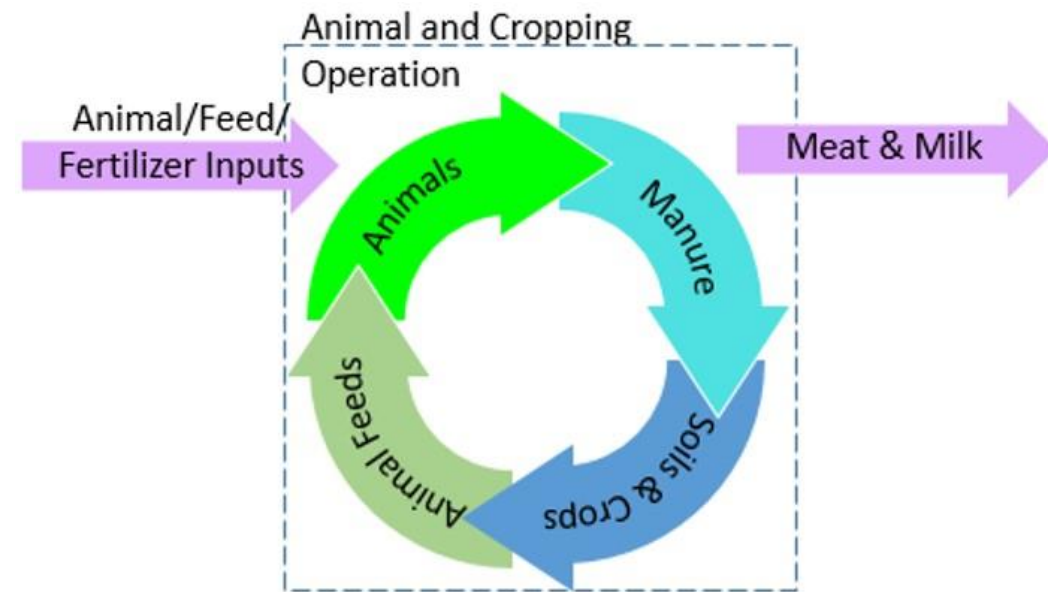 Animal and Cropping
Operation
Animal/Feed/
Fertilizer Inputs
Meat & Milk
Animals
Manure
Soils & Crops
Animal Feeds